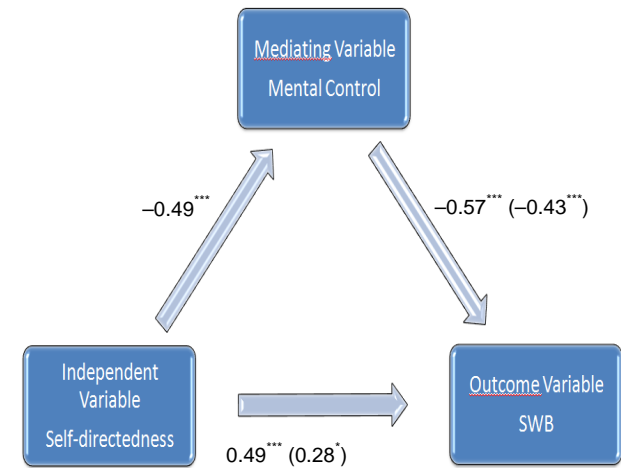 Mediating Variable
Mental Control
–0.49***
–0.57*** (–0.43***)
Independent
Variable
Self-directedness
Outcome Variable
SWB
0.49*** (0.28*)